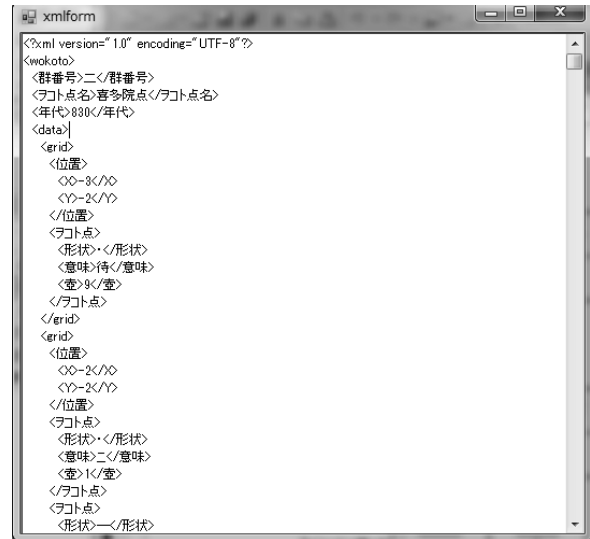 xmlform
<?xml version="1.0" encoding="UTF-8"?>
<wokoto>
<群番号>二</群番号>
<ヲコト点名>喜多院点</ヲコト点名>
<年代>830</年代>
<data>
<grid>
<位置>
<X>-3</X>
<Y>-2</Y>
</位置>
<ヲコト点>
<形状>・</形状>
<意味>待</意味>
<壺>9</壺>
</ヲコト点>
</grid>
<grid>
<位置>
<X>-2</X>
<Y>-2</Y>
</位置>
<ヲコト点>
<形状>・</形状>
<意味>ニ</意味>
<壺>1</壺>
</ヲコト点>
<ヲコト点>
<形状>―</形状>